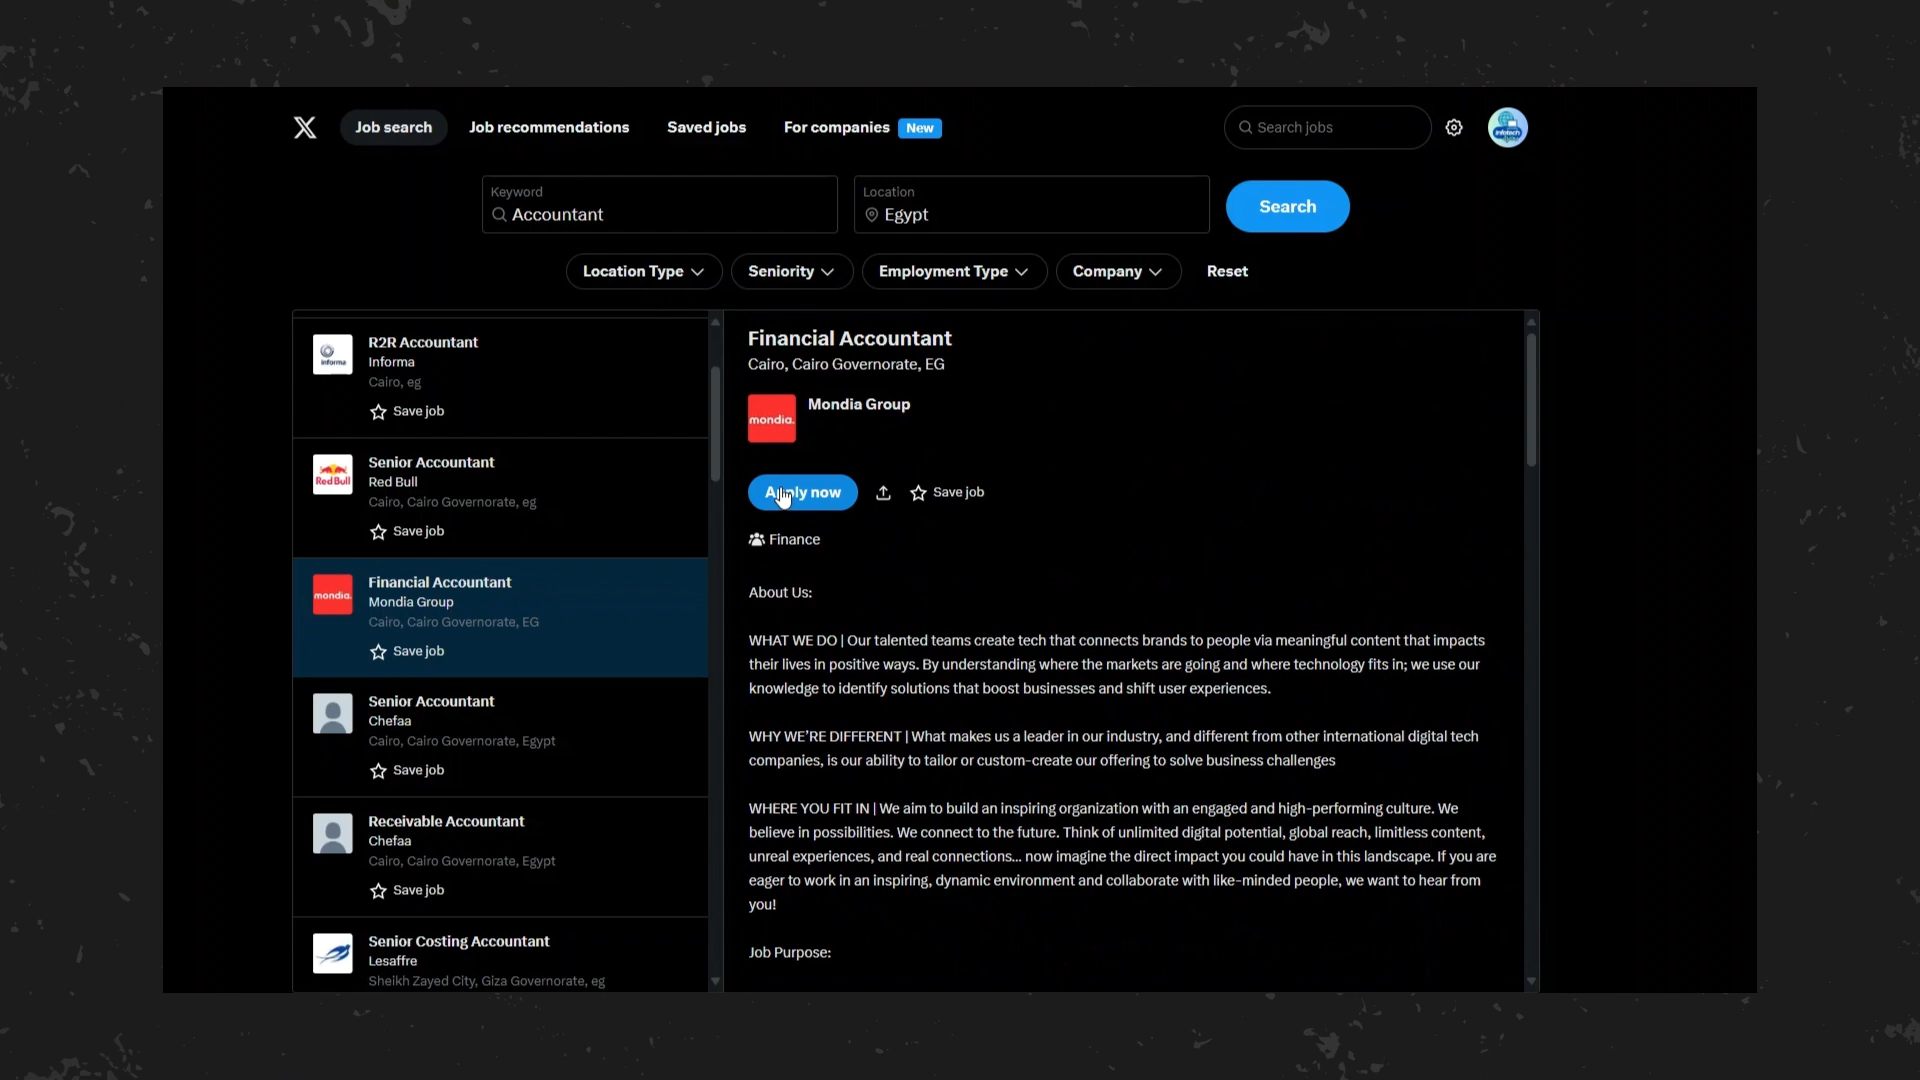 Job search
Job recommendations
Saved jobs
For companies New
Search jobs
infotech
Keyword
Accountant
Location
Egypt
Search
Location Type
Seniority
Employment Type
Company
Reset
informa
R2R Accountant
Informa
Cairo, eg
Save job
Red Bull
Senior Accountant
Red Bull
Cairo, Cairo Governorate, eg
Save job
mondia.
Financial Accountant
Mondia Group
Cairo, Cairo Governorate, EG
Save job
Senior Accountant
Chefaa
Cairo, Cairo Governorate, Egypt
Save job
Receivable Accountant
Chefaa
Cairo, Cairo Governorate, Egypt
Save job
Senior Costing Accountant
Lesaffre
Sheikh Zayed City, Giza Governorate, eg
Financial Accountant
Cairo, Cairo Governorate, EG
mondia.
Mondia Group
Apply now
Save job
Finance
About Us:
WHAT WE DO | Our talented teams create tech that connects brands to people via meaningful content that impacts
their lives in positive ways. By understanding where the markets are going and where technology fits in; we use our
knowledge to identify solutions that boost businesses and shift user experiences.
WHY WE'RE DIFFERENT | What makes us a leader in our industry, and different from other international digital tech
companies, is our ability to tailor or custom-create our offering to solve business challenges
WHERE YOU FIT IN | We aim to build an inspiring organization with an engaged and high-performing culture. We
believe in possibilities. We connect to the future. Think of unlimited digital potential, global reach, limitless content,
unreal experiences, and real connections... now imagine the direct impact you could have in this landscape. If you are
eager to work in an inspiring, dynamic environment and collaborate with like-minded people, we want to hear from
you!
Job Purpose: